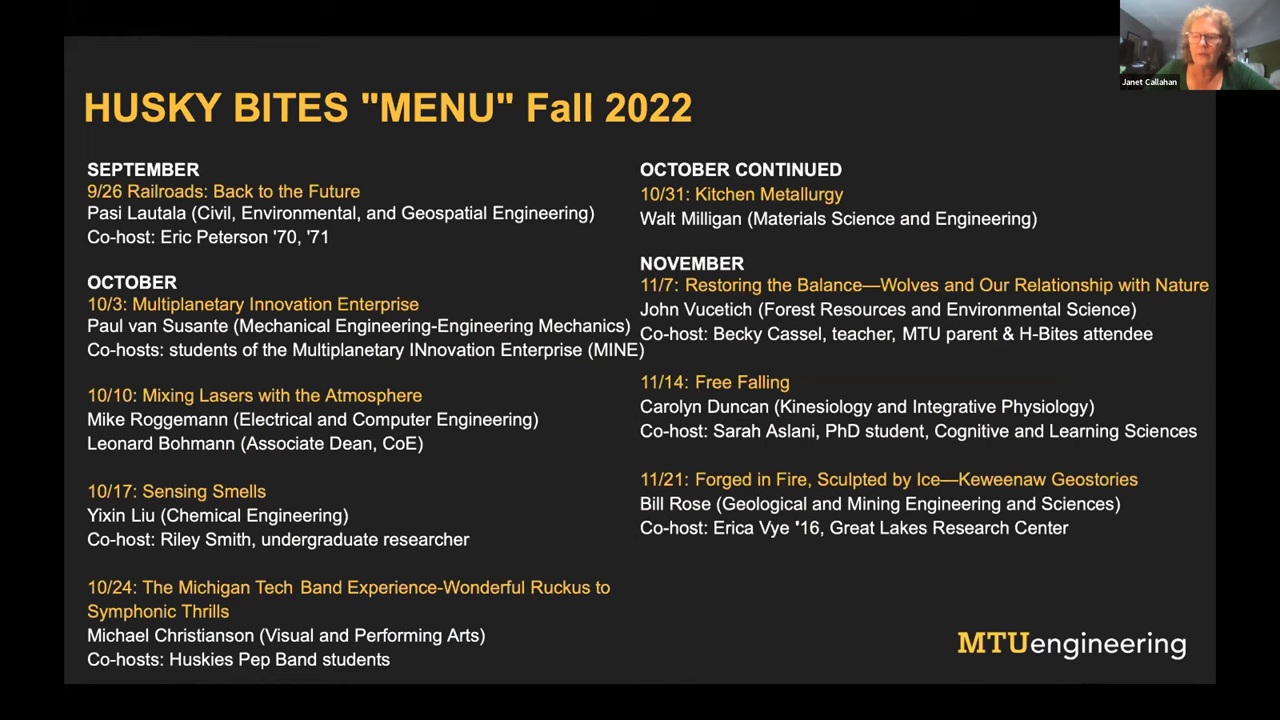 Janet Callahan
HUSKY BITES "MENU" Fall 2022
SEPTEMBER
9/26 Railroads: Back to the Future
Pasi Lautala (Civil, Environmental, and Geospatial Engineering)
Co-host: Eric Peterson '70, '71
OCTOBER
10/3: Multiplanetary Innovation Enterprise
Paul van Susante (Mechanical Engineering-Engineering Mechanics)
Co-hosts: students of the Multiplanetary INnovation Enterprise (MINE)
10/10: Mixing Lasers with the Atmosphere
Mike Roggemann (Electrical and Computer Engineering)
Leonard Bohmann (Associate Dean, CoE)
10/17: Sensing Smells
Yixin Liu (Chemical Engineering)
Co-host: Riley Smith, undergraduate researcher
10/24: The Michigan Tech Band Experience-Wonderful Ruckus to
Symphonic Thrills
Michael Christianson (Visual and Performing Arts)
Co-hosts: Huskies Pep Band students
OCTOBER CONTINUED
10/31: Kitchen Metallurgy
Walt Milligan (Materials Science and Engineering)
NOVEMBER
11/7: Restoring the Balance—Wolves and Our Relationship with Nature
John Vucetich (Forest Resources and Environmental Science)
Co-host: Becky Cassel, teacher, MTU parent & H-Bites attendee
11/14: Free Falling
Carolyn Duncan (Kinesiology and Integrative Physiology)
Co-host: Sarah Aslani, PhD student, Cognitive and Learning Sciences
11/21: Forged in Fire, Sculpted by Ice—Keweenaw Geostories
Bill Rose (Geological and Mining Engineering and Sciences)
Co-host: Erica Vye '16, Great Lakes Research Center
MTUengineering